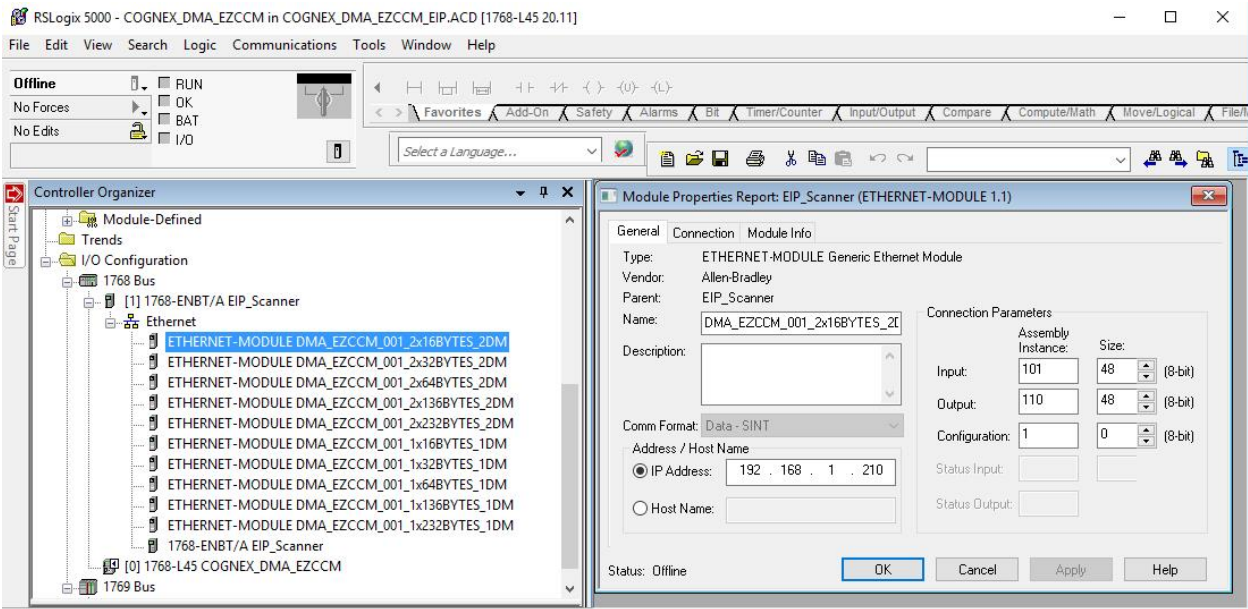 RSLogix 5000 - COGNEX_DMA_EZCCM in COGNEX_DMA_EZCCM_EIP.ACD [1768-L45 20.11]
File Edit View Search Logic Communications Tools Window Help
Offline
RUN
No Forces
OK
No Edits
BAT
I/O
Favorites Add-On Safety Alarms Bit Timer/Counter Input/Output Compare Compute/Math Move/Logical
Select a Language...
Start Page
Controller Organizer
Module-Defined
Trends
I/O Configuration
1768 Bus
[1] 1768-ENBT/A EIP_Scanner
Ethernet
ETHERNET-MODULE DMA_EZCCM_001_2x16BYTES_2DM
ETHERNET-MODULE DMA_EZCCM_001_2x32BYTES_2DM
ETHERNET-MODULE DMA_EZCCM_001_2x64BYTES_2DM
ETHERNET-MODULE DMA_EZCCM_001_2x136BYTES_2DM
ETHERNET-MODULE DMA_EZCCM_001_2x232BYTES_2DM
ETHERNET-MODULE DMA_EZCCM_001_1x16BYTES_1DM
ETHERNET-MODULE DMA_EZCCM_001_1x32BYTES_1DM
ETHERNET-MODULE DMA_EZCCM_001_1x64BYTES_1DM
ETHERNET-MODULE DMA_EZCCM_001_1x136BYTES_1DM
ETHERNET-MODULE DMA_EZCCM_001_1x232BYTES_1DM
1768-ENBT/A EIP_Scanner
[0] 1768-L45 COGNEX_DMA_EZCCM
1769 Bus
Module Properties Report: EIP_Scanner (ETHERNET-MODULE 1.1)
General Connection Module Info
Type: ETHERNET-MODULE Generic Ethernet Module
Vendor: Allen-Bradley
Parent: EIP_Scanner
Name: DMA_EZCCM_001_2x16BYTES_2D
Description:
Comm Format: Data - SINT
Address / Host Name
IP Address: 192 . 168 . 1 . 210
Host Name:
Connection Parameters
Assembly Instance: Size:
Input: 101 48 (8-bit)
Output: 110 48 (8-bit)
Configuration: 1 0 (8-bit)
Status Input:
Status Output:
Status: Offline
OK Cancel Apply Help